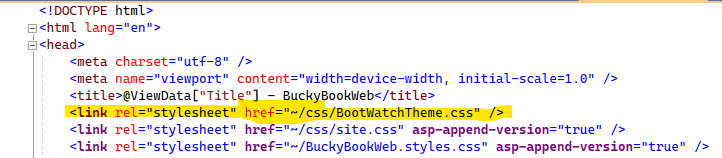 <!DOCTYPE html>
<html lang="en">
<head>
<meta charset="utf-8" />
<meta name="viewport" content="width=device-width, initial-scale=1.0" />
<title>@ViewData["Title"] - BuckyBookWeb</title>
<link rel="stylesheet" href="~/css/BootWatchTheme.css" />
<link rel="stylesheet" href="~/css/site.css" asp-append-version="true" />
<link rel="stylesheet" href="~/BuckyBookWeb.styles.css" asp-append-version="true" />